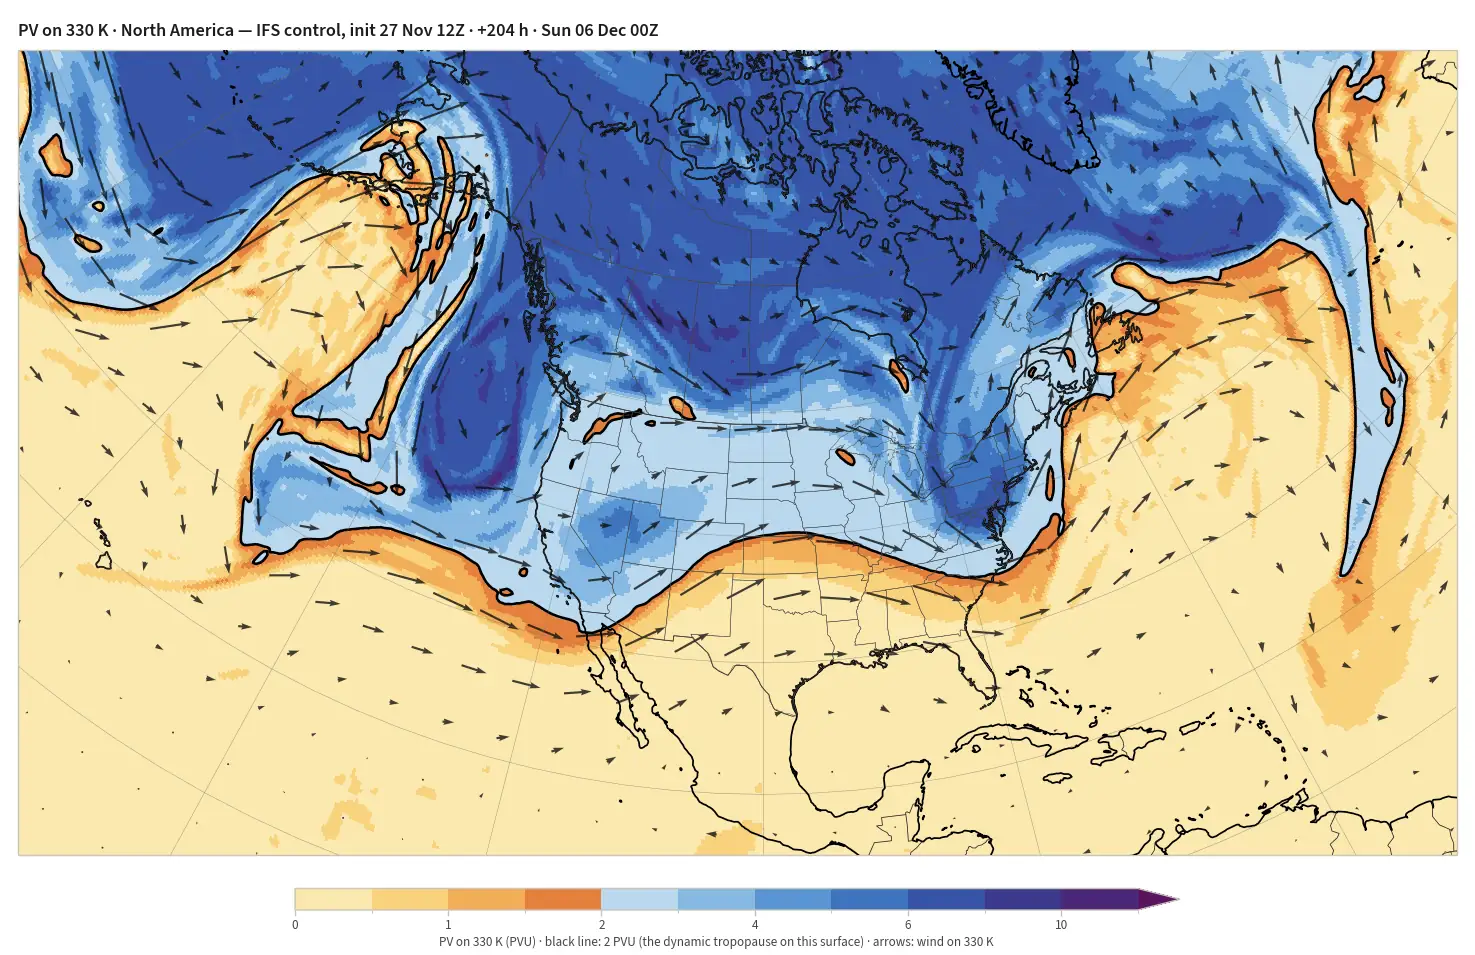 PV on 330 K · North America — IFS control, init 27 Nov 12Z · +204 h · Sun 06 Dec 00Z
0 1 2 4 6 10
PV on 330 K (PVU) · black line: 2 PVU (the dynamic tropopause on this surface) · arrows: wind on 330 K